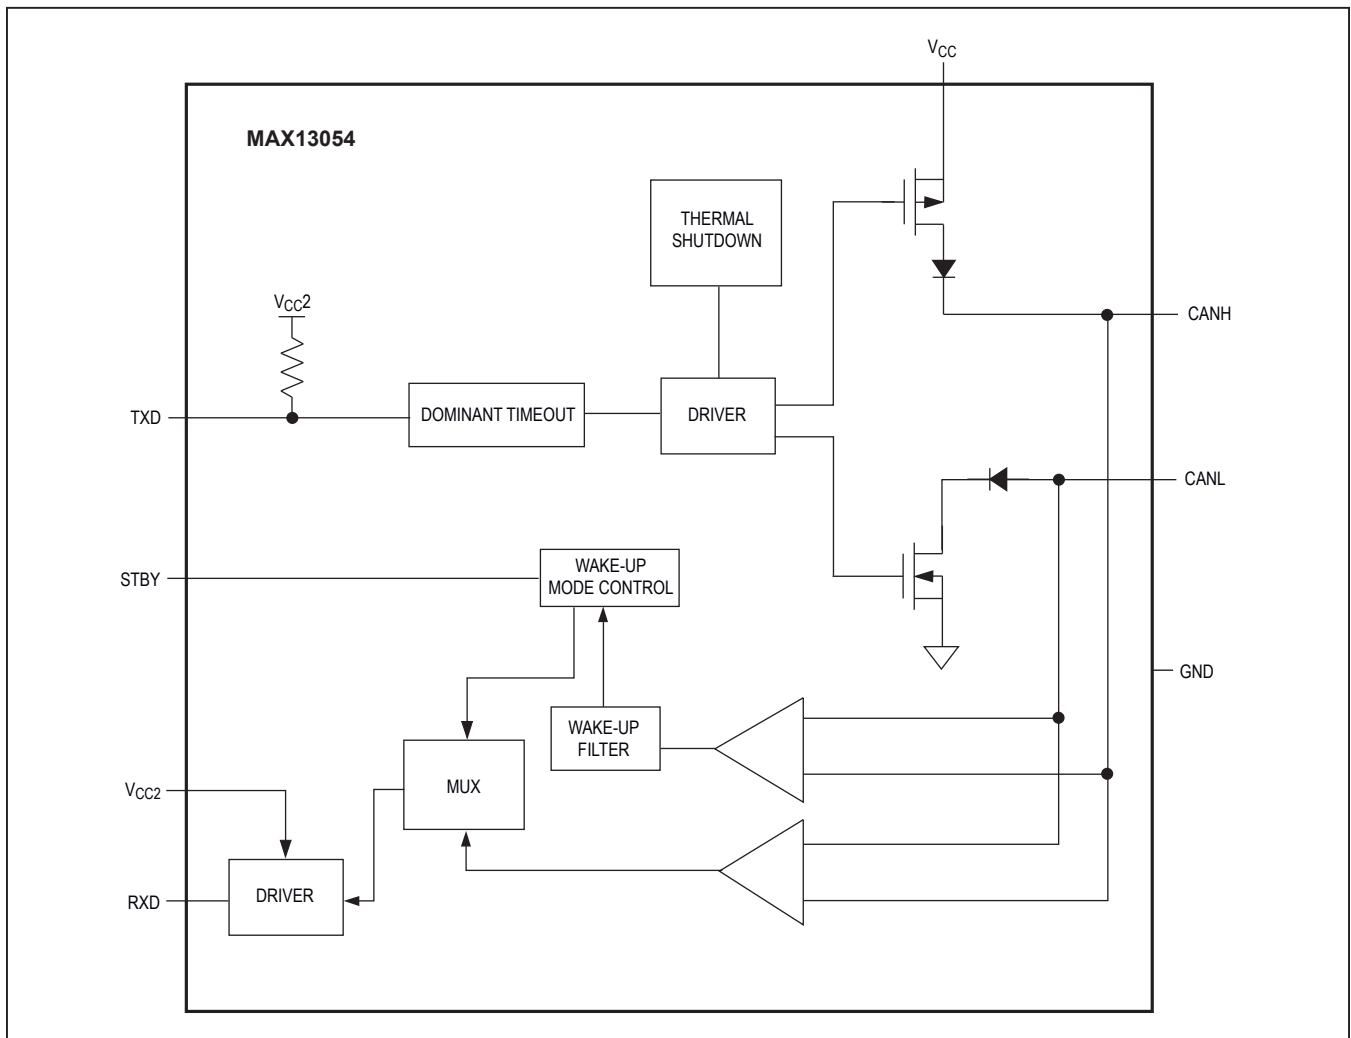 VCC
MAX13054
THERMAL
SHUTDOWN
VCC2
CANH
TXD
DOMINANT TIMEOUT
DRIVER
CANL
STBY
WAKE-UP
MODE CONTROL
GND
WAKE-UP
FILTER
MUX
VCC2
DRIVER
RXD